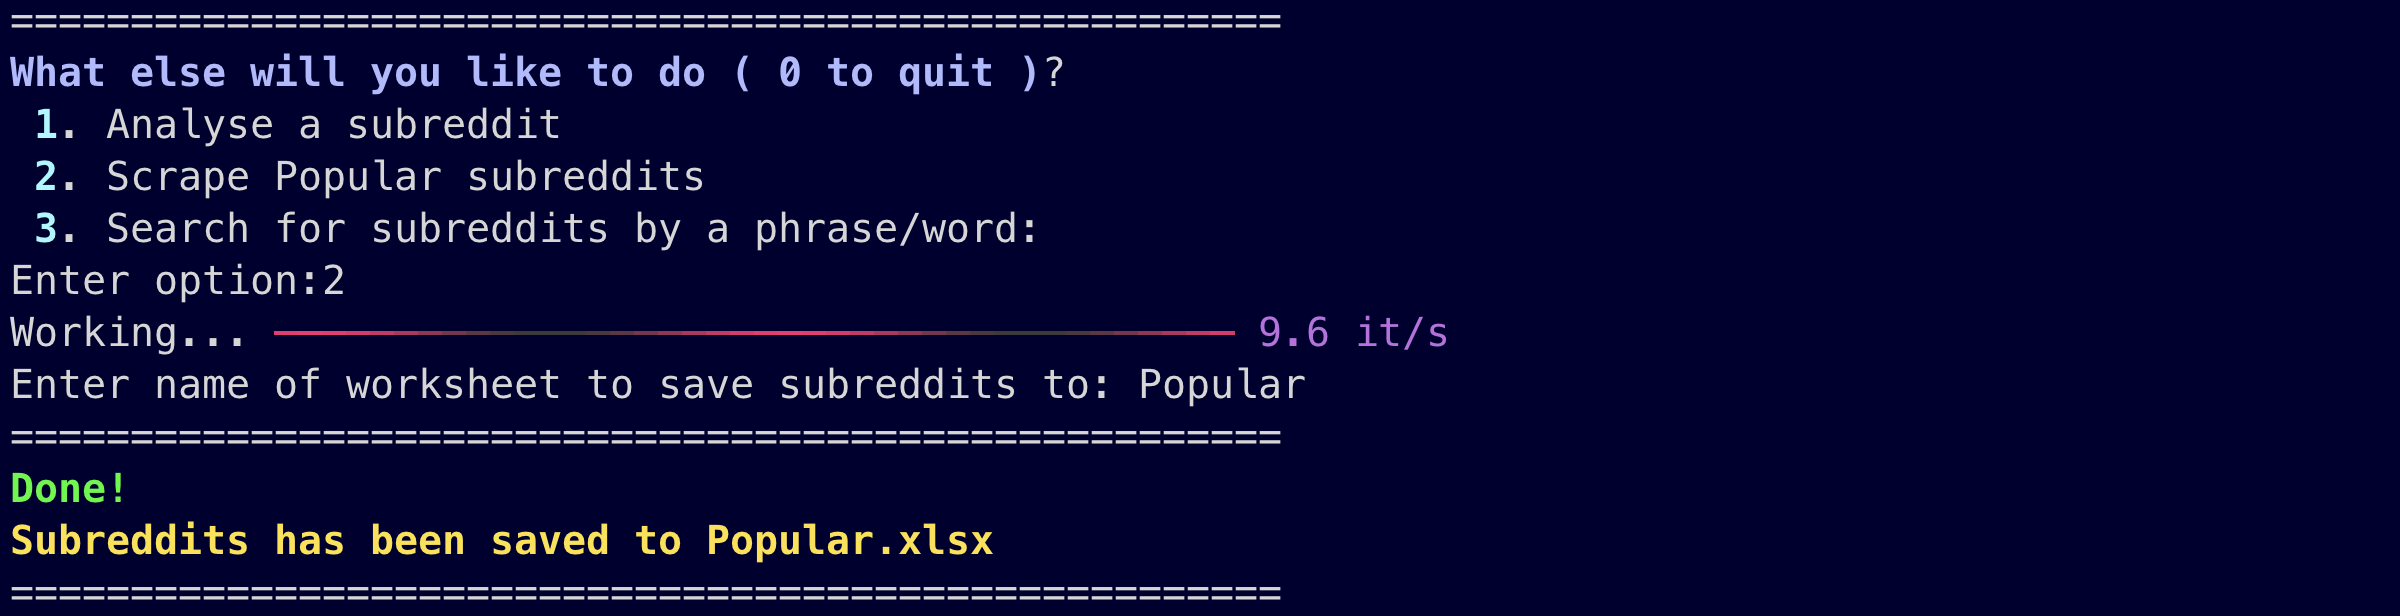 =====================================================
What else will you like to do ( 0 to quit )?
 1. Analyse a subreddit
 2. Scrape Popular subreddits
 3. Search for subreddits by a phrase/word:
Enter option:2
Working... 9.6 it/s
Enter name of worksheet to save subreddits to: Popular
=====================================================
Done!
Subreddits has been saved to Popular.xlsx
=====================================================